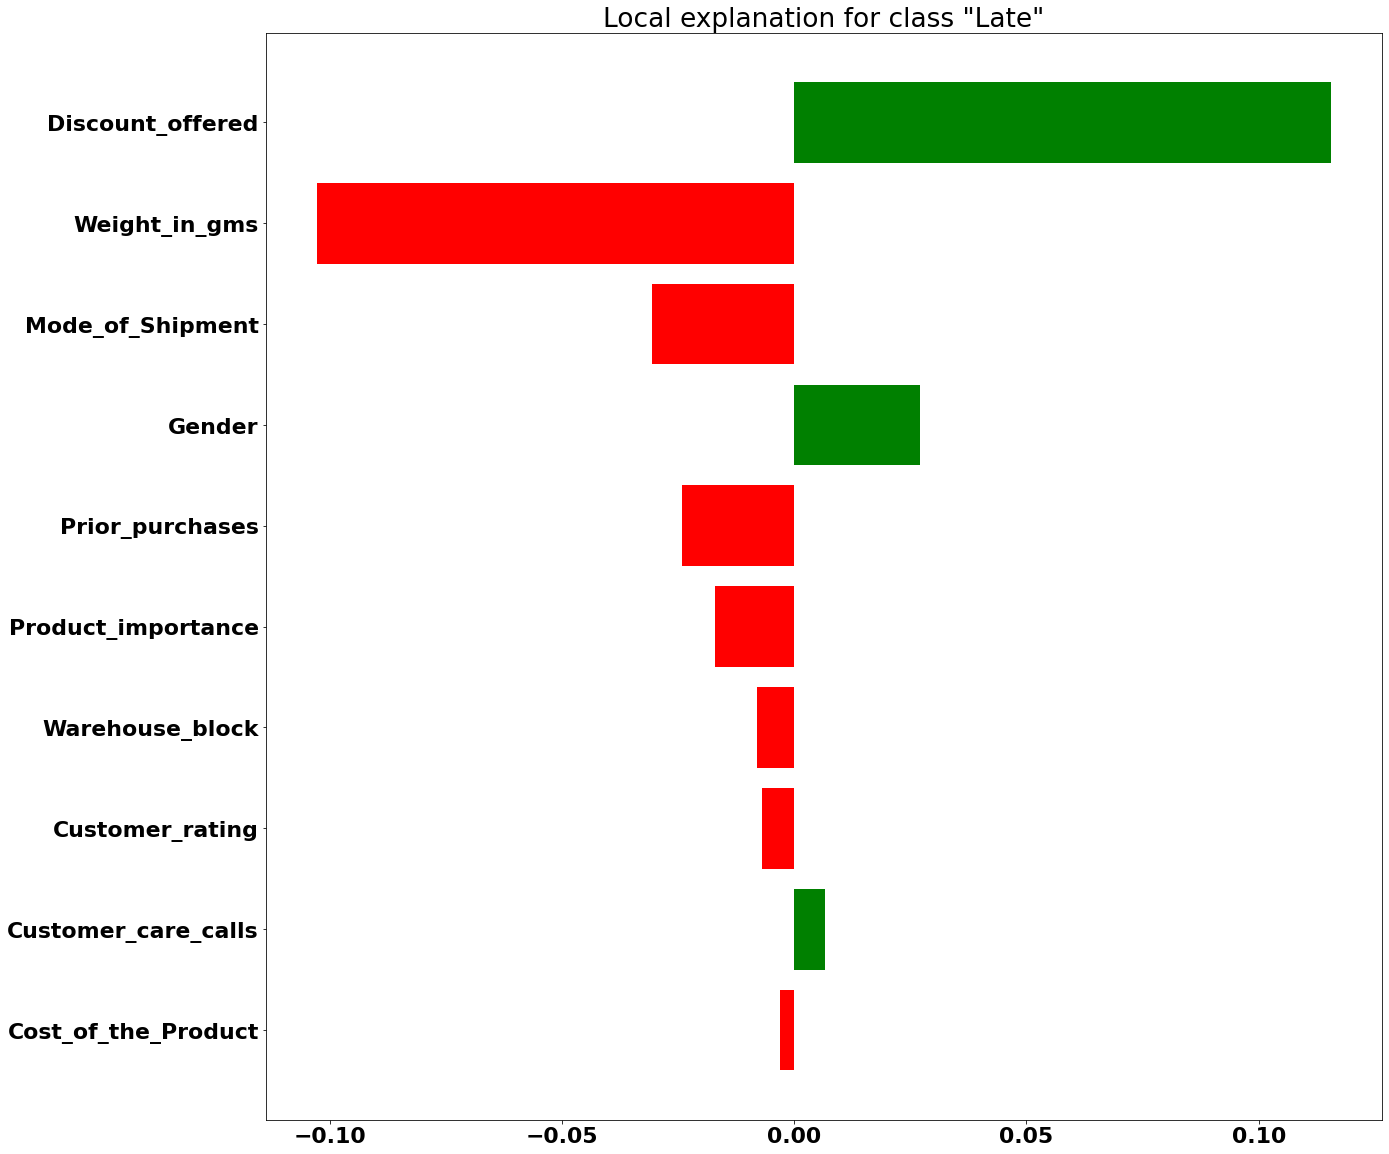 Local explanation for class "Late"
Discount_offered
Weight_in_gms
Mode_of_Shipment
Gender
Prior_purchases
Product_importance
Warehouse_block
Customer_rating
Customer_care_calls
Cost_of_the_Product
−0.10 −0.05 0.00 0.05 0.10